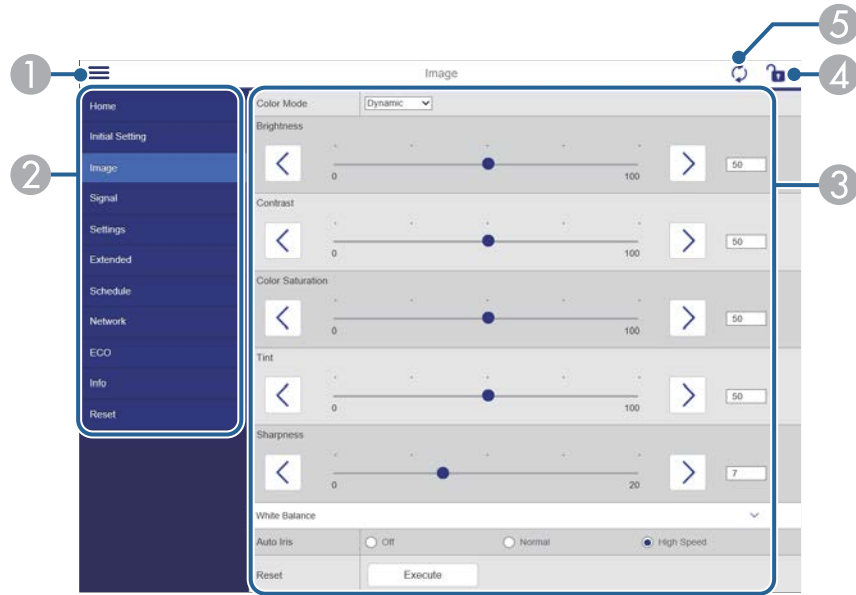 5
1
Image
4
Home
Initial Setting
Image
Signal
Settings
Extended
Schedule
Network
ECO
Info
Reset
2
3
Color Mode
Dynamic
Brightness
0
100
50
Contrast
0
100
50
Color Saturation
0
100
50
Tint
0
100
50
Sharpness
0
20
7
White Balance
Auto Iris
Off
Normal
High Speed
Reset
Execute